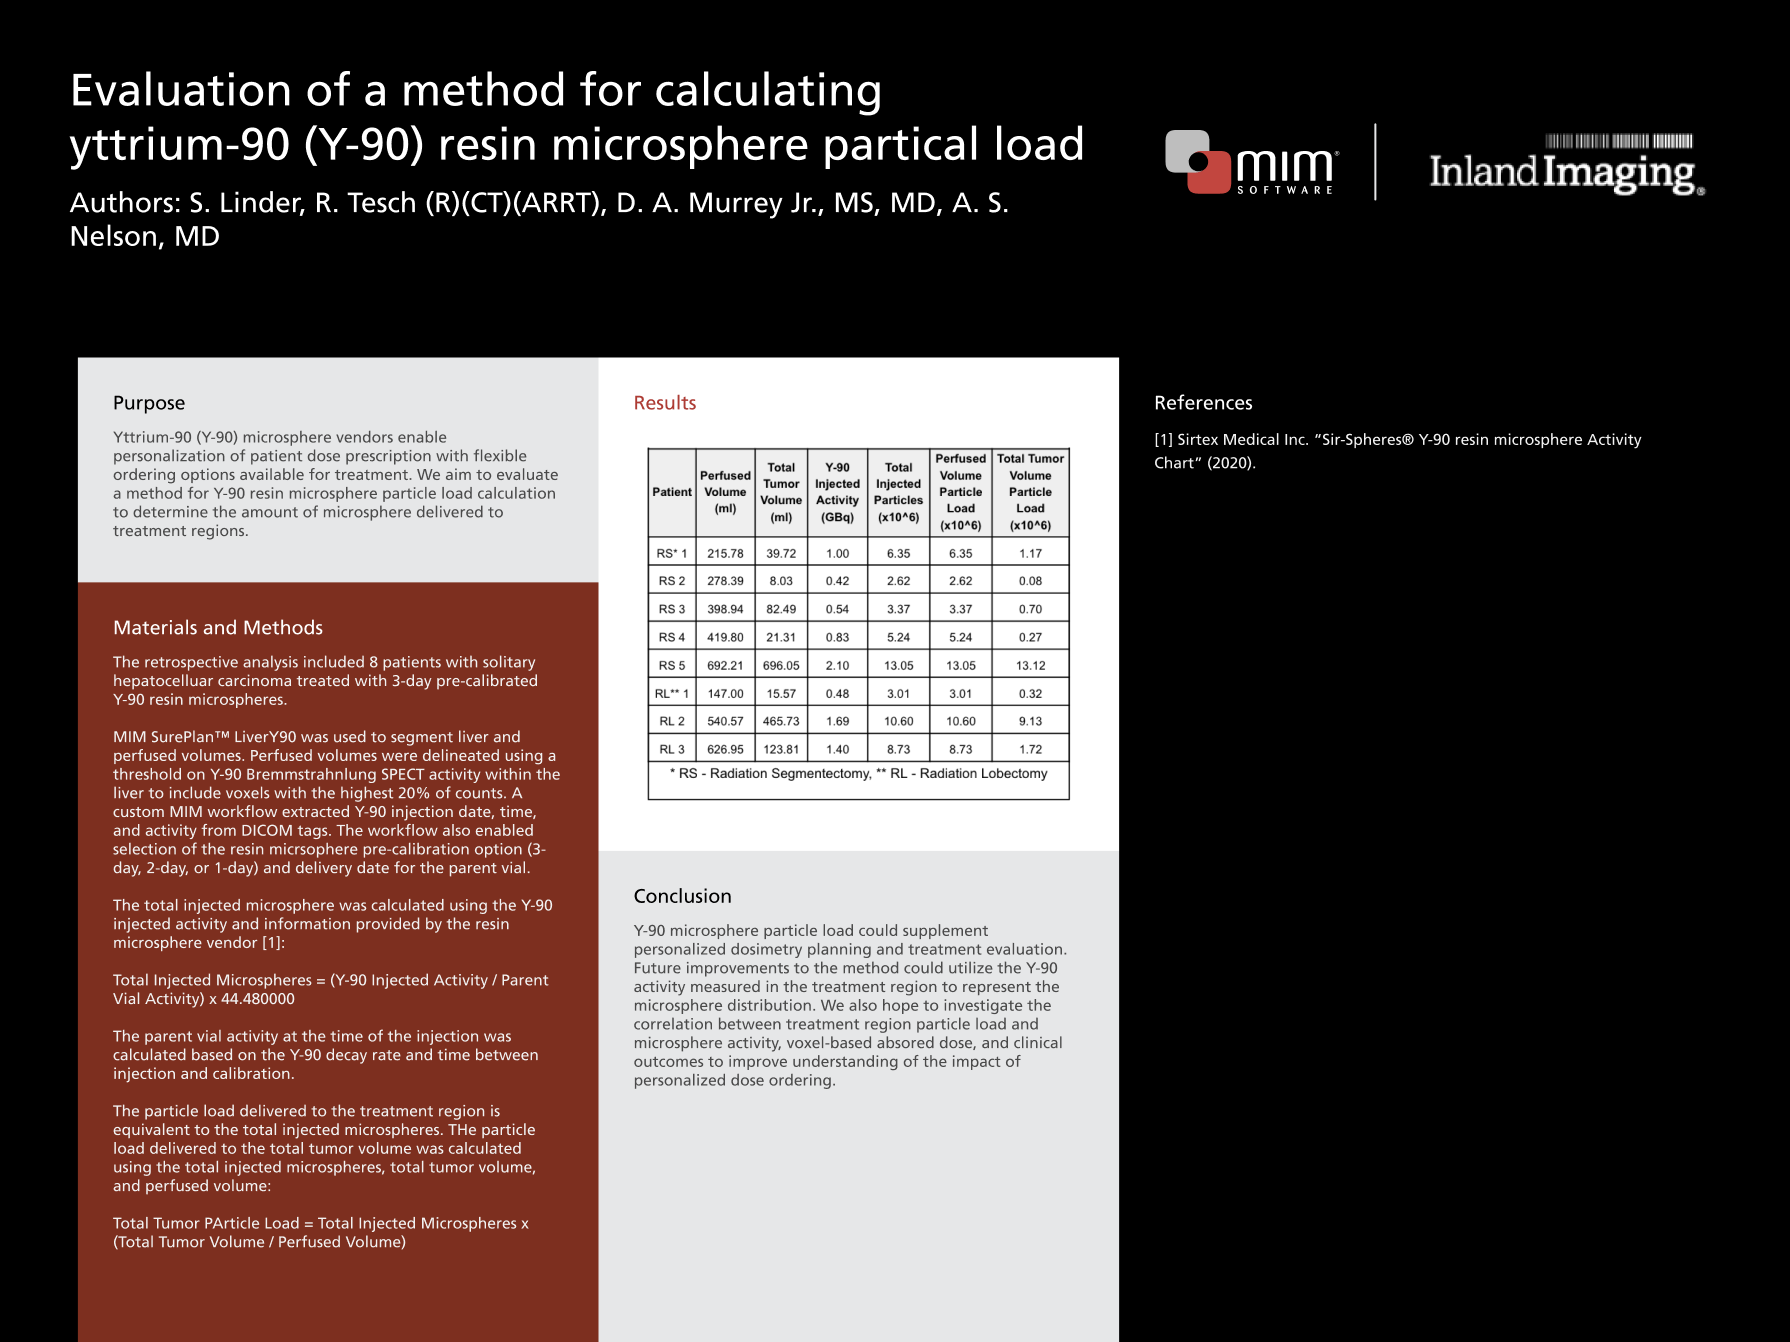 Evaluation of a method for calculating
yttrium-90 (Y-90) resin microsphere partical load
Authors: S. Linder, R. Tesch (R)(CT)(ARRT), D. A. Murrey Jr., MS, MD, A. S.
Nelson, MD
mim®
SOFTWARE
Inland Imaging®
Purpose
Yttrium-90 (Y-90) microsphere vendors enable
personalization of patient dose prescription with flexible
ordering options available for treatment. We aim to evaluate
a method for Y-90 resin microsphere particle load calculation
to determine the amount of microsphere delivered to
treatment regions.
Materials and Methods
The retrospective analysis included 8 patients with solitary
hepatocelluar carcinoma treated with 3-day pre-calibrated
Y-90 resin microspheres.
MIM SurePlan™ LiverY90 was used to segment liver and
perfused volumes. Perfused volumes were delineated using a
threshold on Y-90 Bremmstrahnlung SPECT activity within the
liver to include voxels with the highest 20% of counts. A
custom MIM workflow extracted Y-90 injection date, time,
and activity from DICOM tags. The workflow also enabled
selection of the resin micrsophere pre-calibration option (3-
day, 2-day, or 1-day) and delivery date for the parent vial.
The total injected microsphere was calculated using the Y-90
injected activity and information provided by the resin
microsphere vendor [1]:
Total Injected Microspheres = (Y-90 Injected Activity / Parent
Vial Activity) x 44.480000
The parent vial activity at the time of the injection was
calculated based on the Y-90 decay rate and time between
injection and calibration.
The particle load delivered to the treatment region is
equivalent to the total injected microspheres. THe particle
load delivered to the total tumor volume was calculated
using the total injected microspheres, total tumor volume,
and perfused volume:
Total Tumor PArticle Load = Total Injected Microspheres x
(Total Tumor Volume / Perfused Volume)
Results
Patient Perfused Volume (ml) Total Tumor Volume (ml) Y-90 Injected Activity (GBq) Total Injected Particles (x10^6) Perfused Volume Particle Load (x10^6) Total Tumor Volume Particle Load (x10^6)
RS* 1 215.78 39.72 1.00 6.35 6.35 1.17
RS 2 278.39 8.03 0.42 2.62 2.62 0.08
RS 3 398.94 82.49 0.54 3.37 3.37 0.70
RS 4 419.80 21.31 0.83 5.24 5.24 0.27
RS 5 692.21 696.05 2.10 13.05 13.05 13.12
RL** 1 147.00 15.57 0.48 3.01 3.01 0.32
RL 2 540.57 465.73 1.69 10.60 10.60 9.13
RL 3 626.95 123.81 1.40 8.73 8.73 1.72
* RS - Radiation Segmentectomy, ** RL - Radiation Lobectomy
Conclusion
Y-90 microsphere particle load could supplement
personalized dosimetry planning and treatment evaluation.
Future improvements to the method could utilize the Y-90
activity measured in the treatment region to represent the
microsphere distribution. We also hope to investigate the
correlation between treatment region particle load and
microsphere activity, voxel-based absored dose, and clinical
outcomes to improve understanding of the impact of
personalized dose ordering.
References
[1] Sirtex Medical Inc. "Sir-Spheres® Y-90 resin microsphere Activity
Chart" (2020).